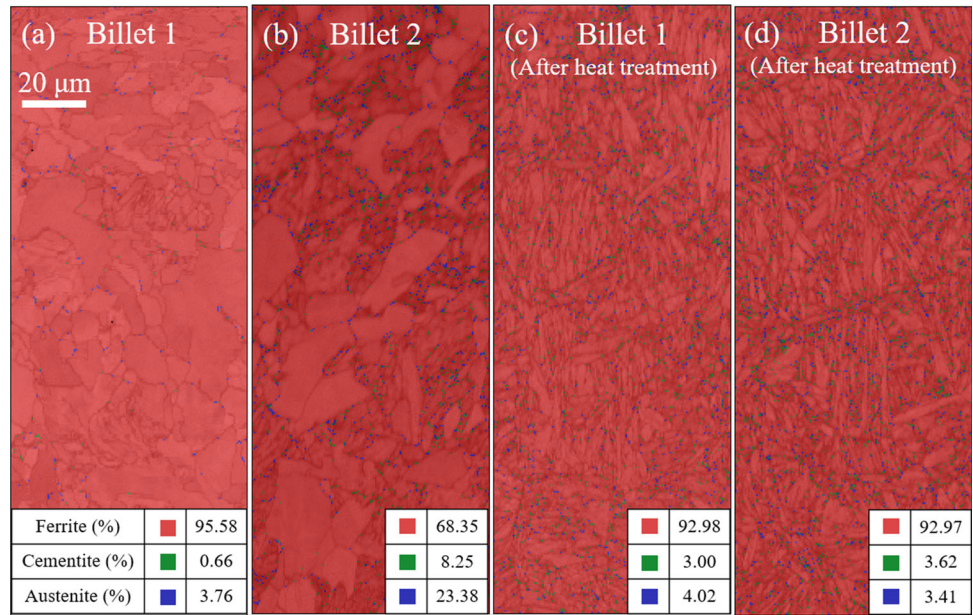 (a) Billet 1
20 µm
Ferrite (%) 95.58
Cementite (%) 0.66
Austenite (%) 3.76
(b) Billet 2
68.35
8.25
23.38
(c) Billet 1
(After heat treatment)
92.98
3.00
4.02
(d) Billet 2
(After heat treatment)
92.97
3.62
3.41